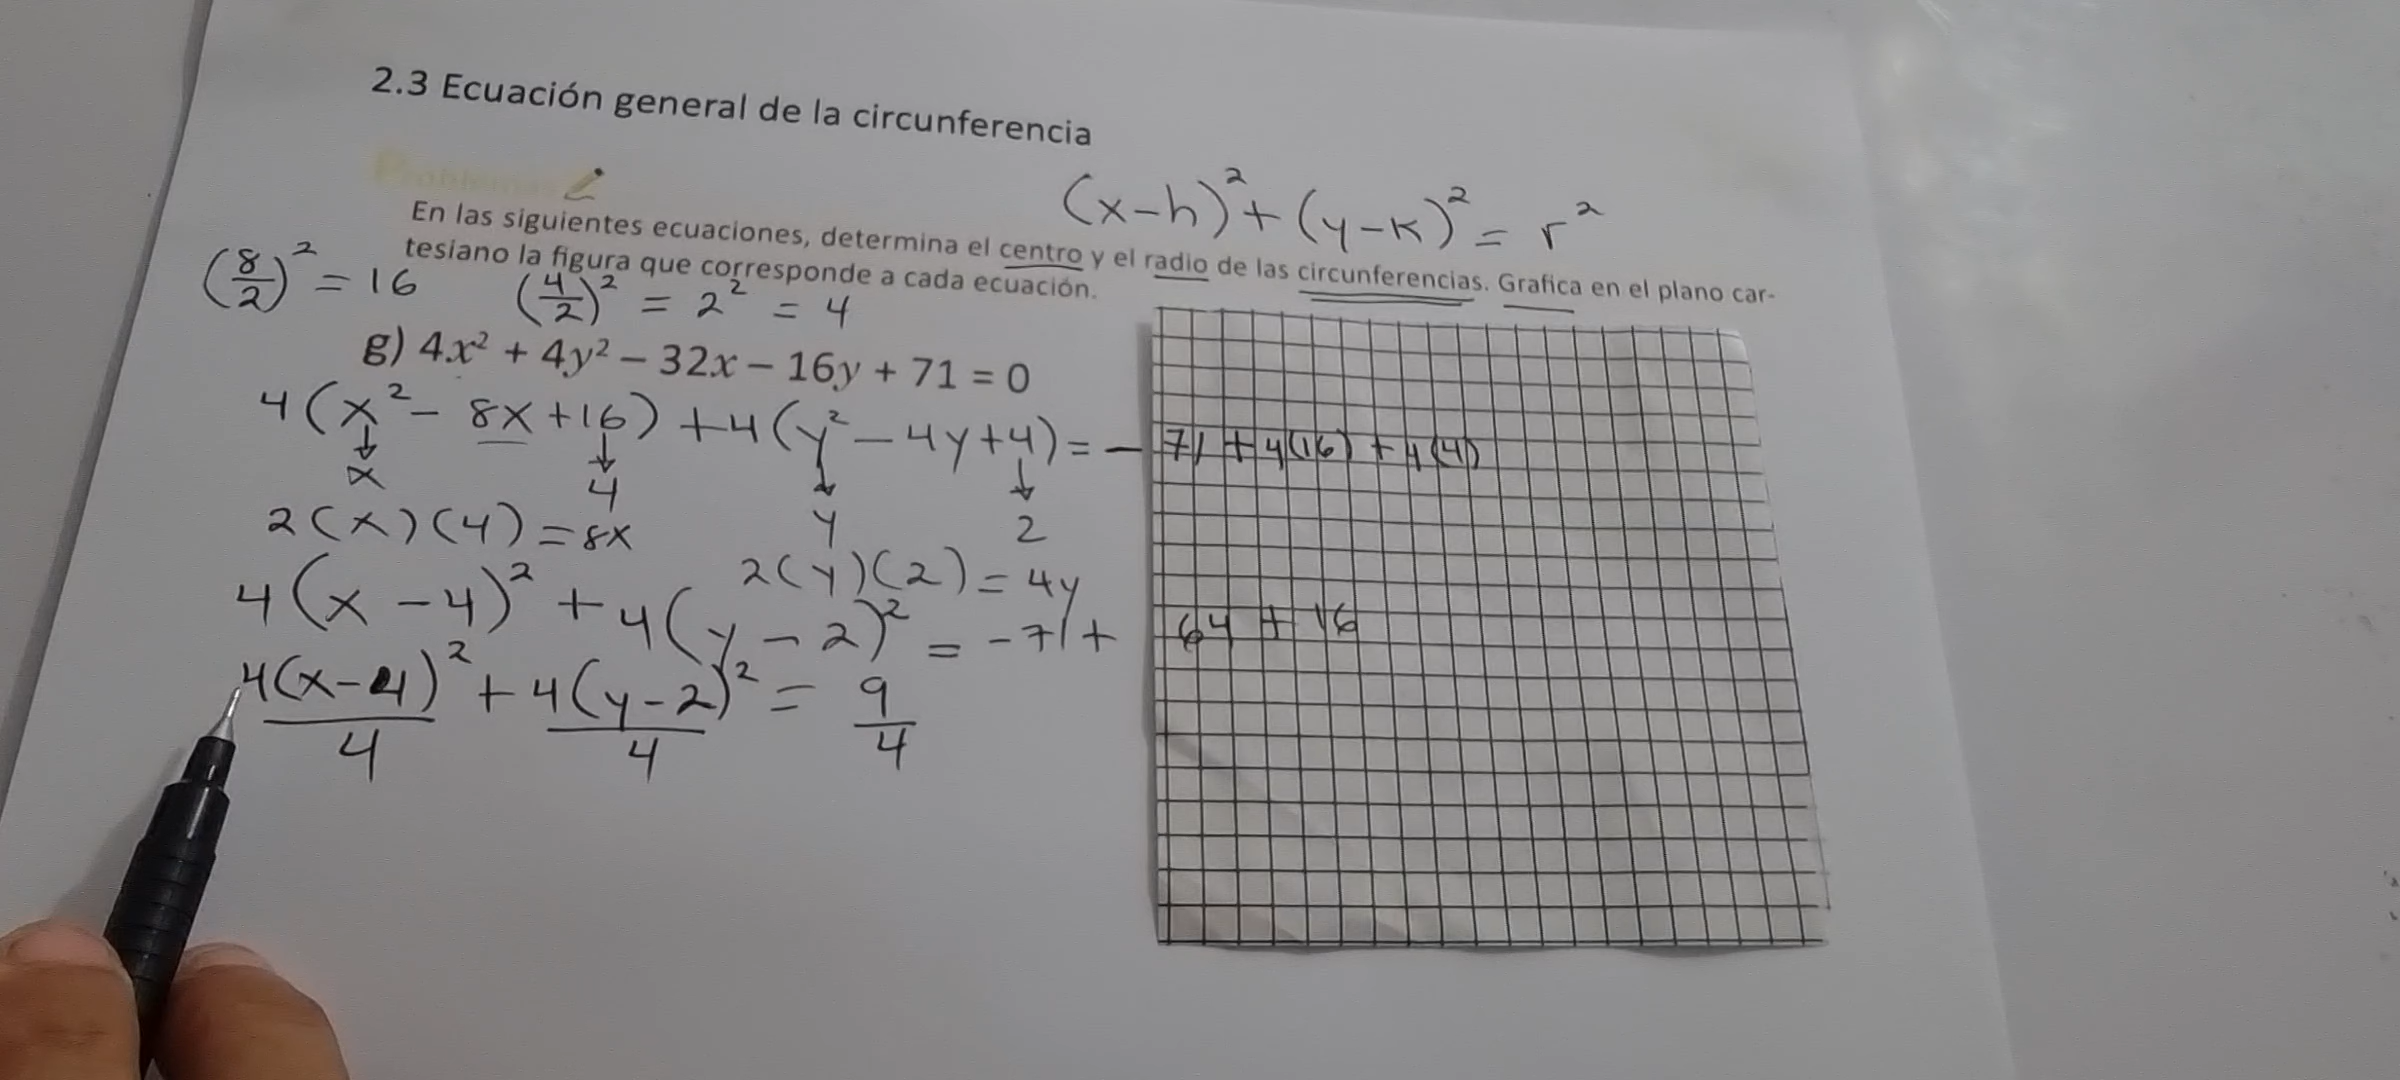 2.3 Ecuación general de la circunferencia
Problemas
(x-h)² + (y-k)² = r²
En las siguientes ecuaciones, determina el centro y el radio de las circunferencias. Grafica en el plano car-
tesiano la figura que corresponde a cada ecuación.
(8/2)² = 16 (4/2)² = 2² = 4
g) 4x² + 4y² – 32x – 16y + 71 = 0
4(x² - 8x + 16) + 4(y² - 4y + 4) = - 71 + 4(16) + 4(4)
↓ ↓ ↓ ↓
x 4 y 2
2(x)(4) = 8x
2(y)(2) = 4y
4(x - 4)² + 4(y - 2)² = -71 + 64 + 16
4(x-4)²/4 + 4(y-2)²/4 = 9/4